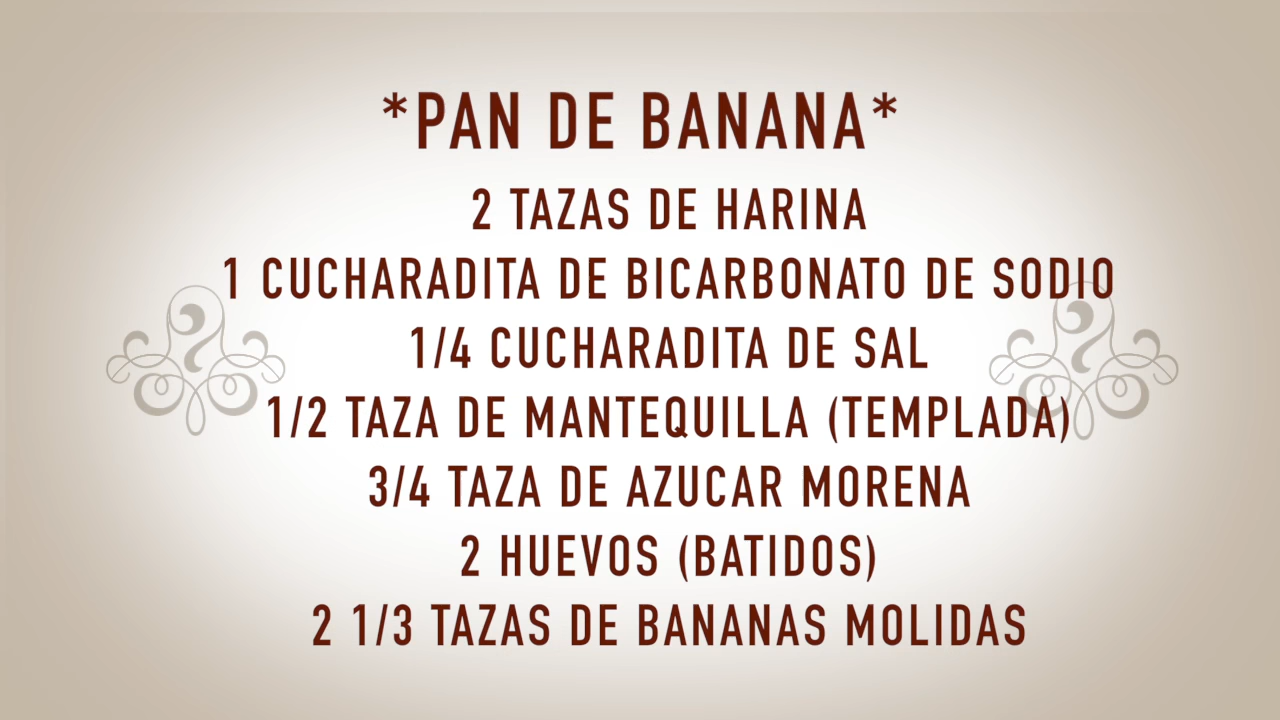 *PAN DE BANANA*
2 TAZAS DE HARINA
1 CUCHARADITA DE BICARBONATO DE SODIO
1/4 CUCHARADITA DE SAL
1/2 TAZA DE MANTEQUILLA (TEMPLADA)
3/4 TAZA DE AZUCAR MORENA
2 HUEVOS (BATIDOS)
2 1/3 TAZAS DE BANANAS MOLIDAS